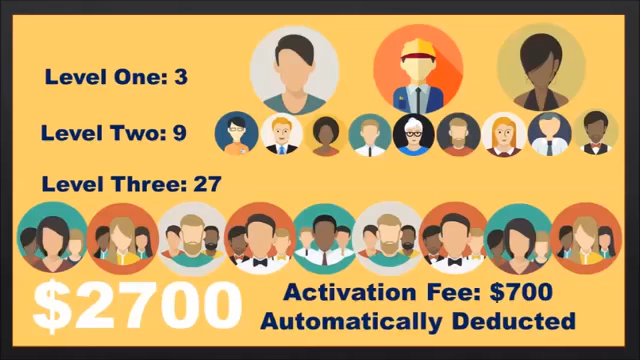 Level One: 3
Level Two: 9
Level Three: 27
$2700
Activation Fee: $700
Automatically Deducted